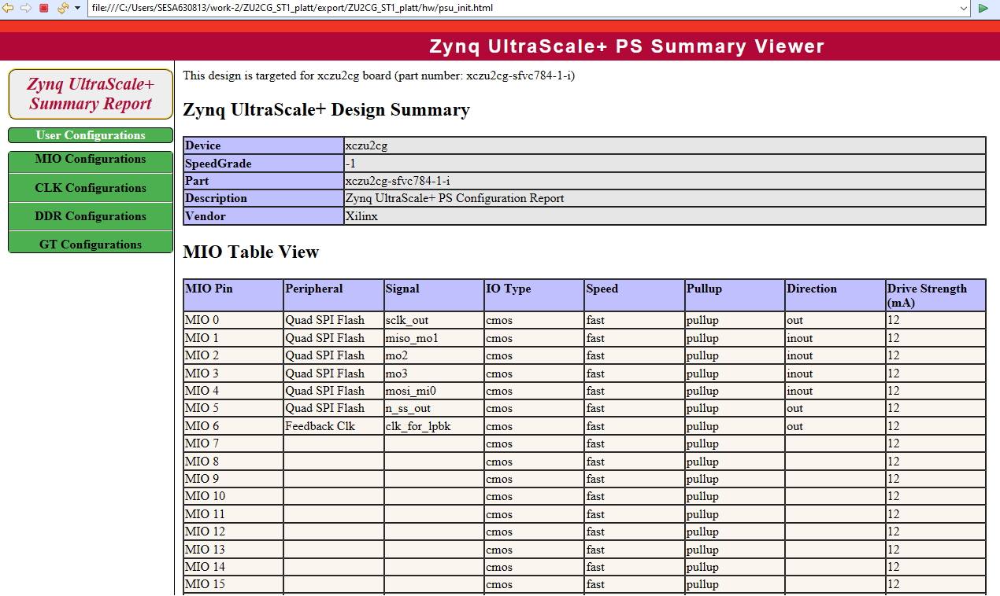 file:///C:/Users/SESA630813/work-2/ZU2CG_ST1_platt/export/ZU2CG_ST1_platt/hw/psu_init.html
Zynq UltraScale+ PS Summary Viewer
Zynq UltraScale+
Summary Report
User Configurations
MIO Configurations
CLK Configurations
DDR Configurations
GT Configurations
This design is targeted for xczu2cg board (part number: xczu2cg-sfvc784-1-i)
Zynq UltraScale+ Design Summary
Device xczu2cg
SpeedGrade -1
Part xczu2cg-sfvc784-1-i
Description Zynq UltraScale+ PS Configuration Report
Vendor Xilinx
MIO Table View
MIO Pin Peripheral Signal IO Type Speed Pullup Direction Drive Strength
(mA)
MIO 0 Quad SPI Flash sclk_out cmos fast pullup out 12
MIO 1 Quad SPI Flash miso_mo1 cmos fast pullup inout 12
MIO 2 Quad SPI Flash mo2 cmos fast pullup inout 12
MIO 3 Quad SPI Flash mo3 cmos fast pullup inout 12
MIO 4 Quad SPI Flash mosi_mi0 cmos fast pullup inout 12
MIO 5 Quad SPI Flash n_ss_out cmos fast pullup out 12
MIO 6 Feedback Clk clk_for_lpbk cmos fast pullup out 12
MIO 7 cmos fast pullup 12
MIO 8 cmos fast pullup 12
MIO 9 cmos fast pullup 12
MIO 10 cmos fast pullup 12
MIO 11 cmos fast pullup 12
MIO 12 cmos fast pullup 12
MIO 13 cmos fast pullup 12
MIO 14 cmos fast pullup 12
MIO 15 cmos fast pullup 12